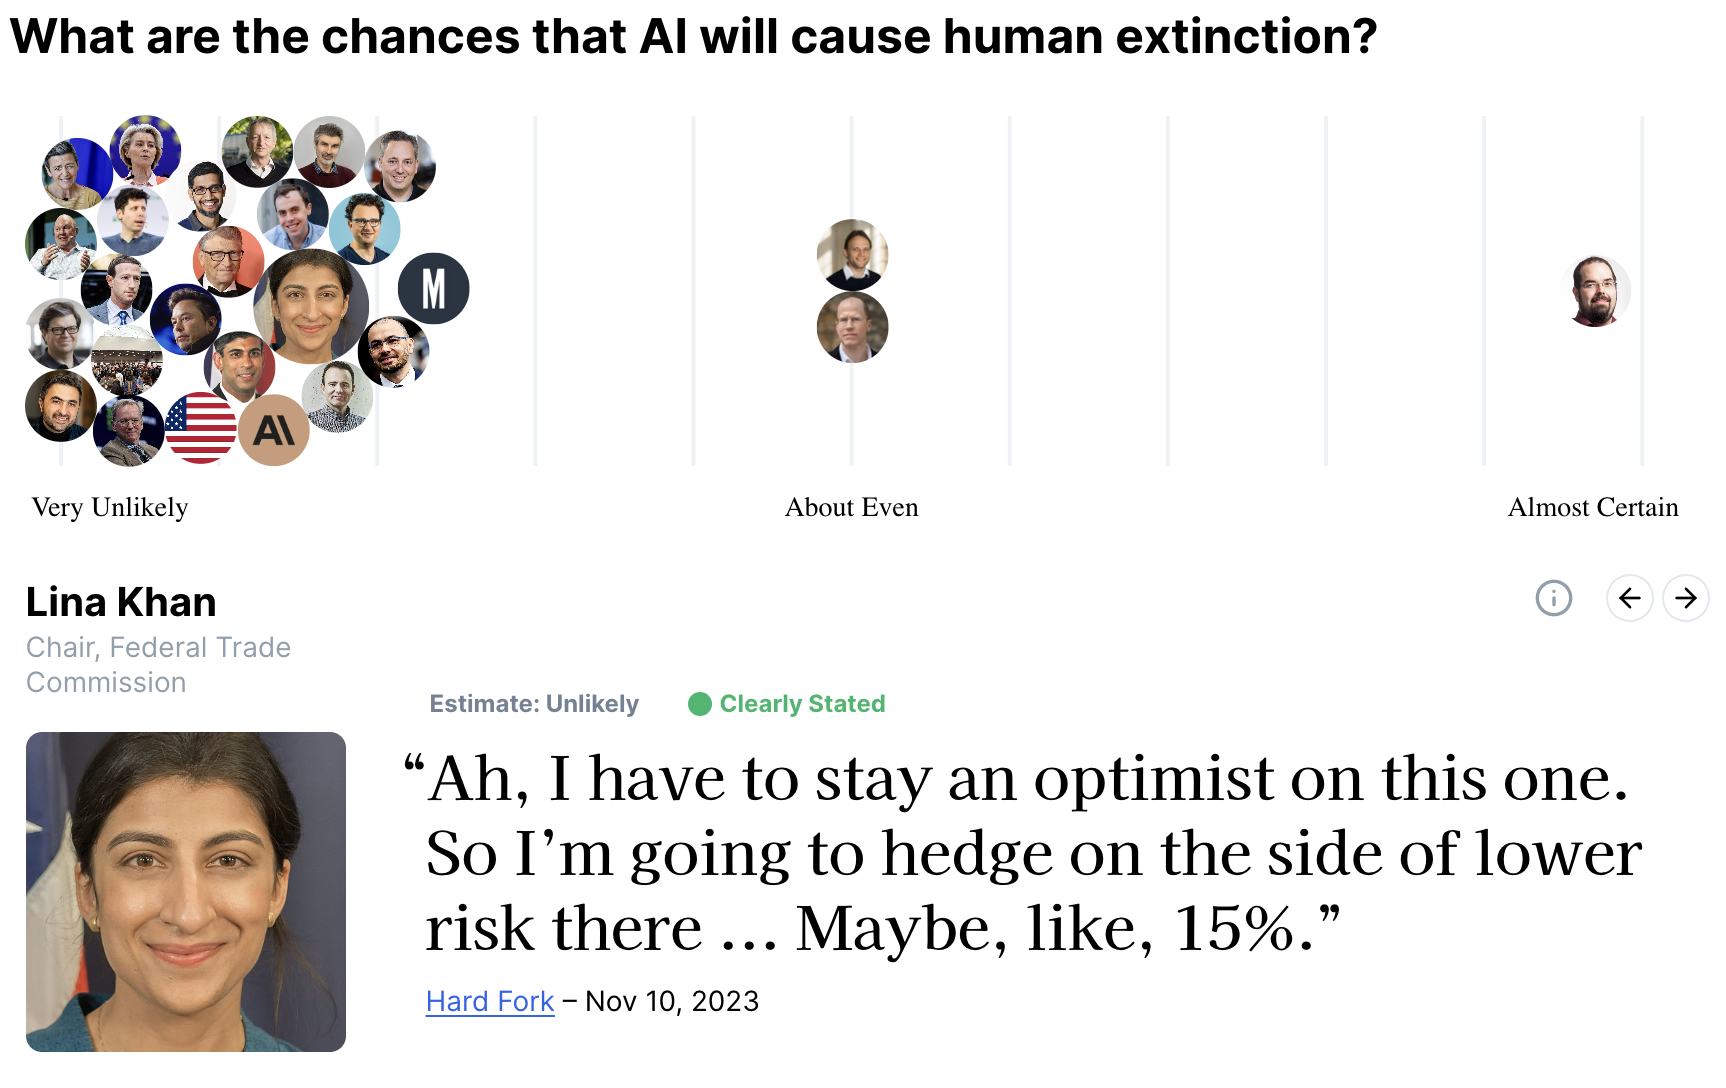 What are the chances that AI will cause human extinction?
M
A\
Very Unlikely
About Even
Almost Certain
Lina Khan
Chair, Federal Trade
Commission
Estimate: Unlikely
Clearly Stated
“Ah, I have to stay an optimist on this one.
So I’m going to hedge on the side of lower
risk there ... Maybe, like, 15%.”
Hard Fork – Nov 10, 2023